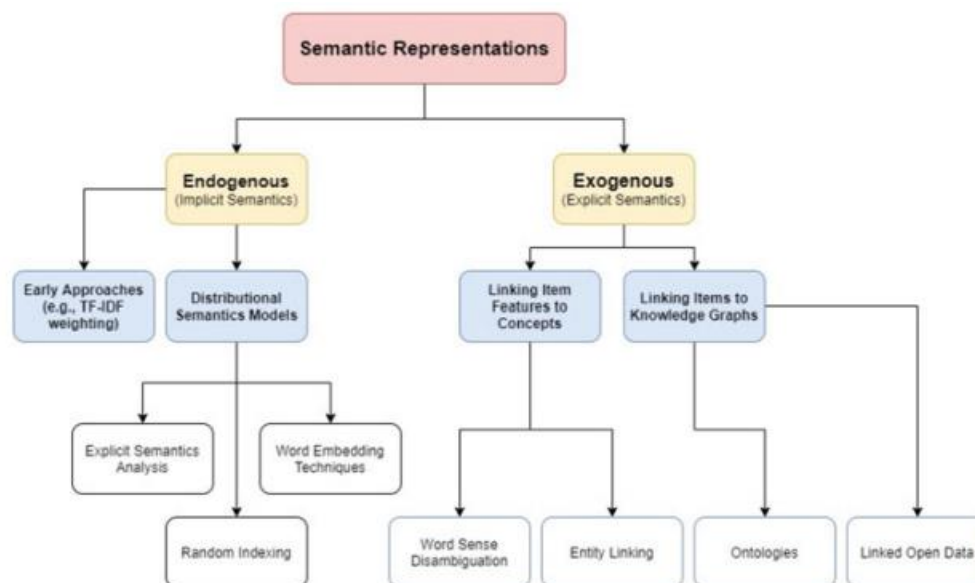 Semantic Representations
Endogenous
(Implicit Semantics)
Exogenous
(Explicit Semantics)
Early Approaches
(e.g., TF-IDF
weighting)
Distributional
Semantics Models
Linking Item
Features to
Concepts
Linking Items to
Knowledge Graphs
Explicit Semantics
Analysis
Word Embedding
Techniques
Random Indexing
Word Sense
Disambiguation
Entity Linking
Ontologies
Linked Open Data